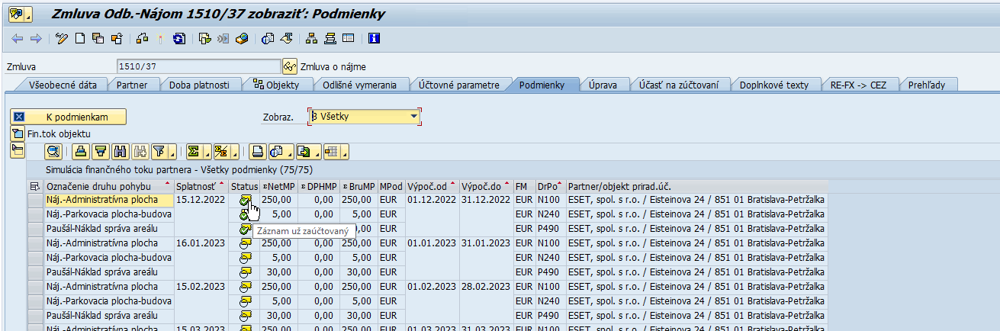 Zmluva Odb.-Nájom 1510/37 zobraziť: Podmienky
Zmluva 1510/37 Zmluva o nájme
Všeobecné dáta Partner Doba platnosti Objekty Odlišné vymerania Účtovné parametre Podmienky Úprava Účasť na zúčtovaní Doplnkové texty RE-FX -> CEZ Prehľady
K podmienkam Zobraz. 3 Všetky
Fin.tok objektu
Simulácia finančného toku partnera - Všetky podmienky (75/75)
Označenie druhu pohybu Splatnosť Status ΣNetMP ΣDPHMP ΣBruMP MPod Výpoč.od Výpoč.do FM DrPo Partner/objekt prirad.úč.
Náj.-Administratívna plocha 15.12.2022 250,00 0,00 250,00 EUR 01.12.2022 31.12.2022 EUR N100 ESET, spol. s r.o. / Eisteinova 24 / 851 01 Bratislava-Petržalka
Náj.-Parkovacia plocha-budova 5,00 0,00 5,00 EUR EUR N240 ESET, spol. s r.o. / Eisteinova 24 / 851 01 Bratislava-Petržalka
Paušál-Náklad správa areálu Záznam už zaúčtovaný ,00 EUR EUR P490 ESET, spol. s r.o. / Eisteinova 24 / 851 01 Bratislava-Petržalka
Náj.-Administratívna plocha 16.01.2023 250,00 0,00 250,00 EUR 01.01.2023 31.01.2023 EUR N100 ESET, spol. s r.o. / Eisteinova 24 / 851 01 Bratislava-Petržalka
Náj.-Parkovacia plocha-budova 5,00 0,00 5,00 EUR EUR N240 ESET, spol. s r.o. / Eisteinova 24 / 851 01 Bratislava-Petržalka
Paušál-Náklad správa areálu 30,00 0,00 30,00 EUR EUR P490 ESET, spol. s r.o. / Eisteinova 24 / 851 01 Bratislava-Petržalka
Náj.-Administratívna plocha 15.02.2023 250,00 0,00 250,00 EUR 01.02.2023 28.02.2023 EUR N100 ESET, spol. s r.o. / Eisteinova 24 / 851 01 Bratislava-Petržalka
Náj.-Parkovacia plocha-budova 5,00 0,00 5,00 EUR EUR N240 ESET, spol. s r.o. / Eisteinova 24 / 851 01 Bratislava-Petržalka
Paušál-Náklad správa areálu 30,00 0,00 30,00 EUR EUR P490 ESET, spol. s r.o. / Eisteinova 24 / 851 01 Bratislava-Petržalka
Náj.-Administratívna plocha 15.03.2023 250,00 0,00 250,00 EUR 01.03.2023 31.03.2023 EUR N100 ESET, spol. s r.o. / Eisteinova 24 / 851 01 Bratislava-Petržalka